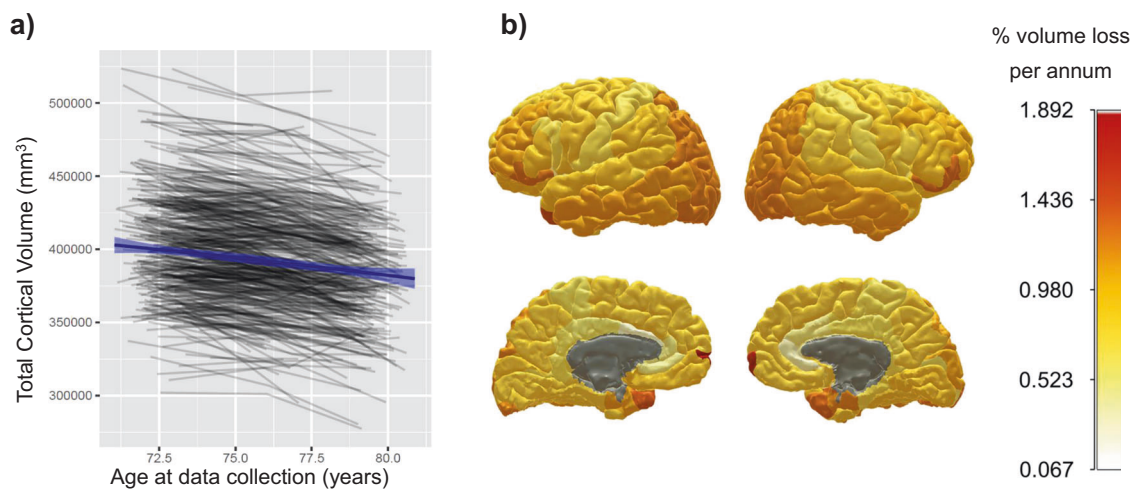 a)
Total Cortical Volume (mm³)
500000
450000
400000
350000
300000
72.5 75.0 77.5 80.0
Age at data collection (years)
b)
% volume loss
per annum
1.892
1.436
0.980
0.523
0.067